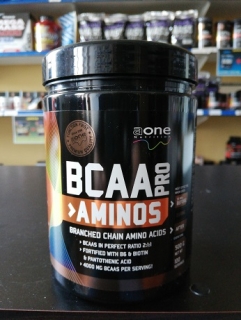 aone
Nutrition
BCAA PRO
>AMINOS
BRANCHED CHAIN AMINO ACIDS
> BCAAS IN PERFECT RATIO 2:1:1
> FORTIFIED WITH B6 & BIOTIN
& PANTOTHENIC ACID
> 4000 MG BCAAS PER SERVING!